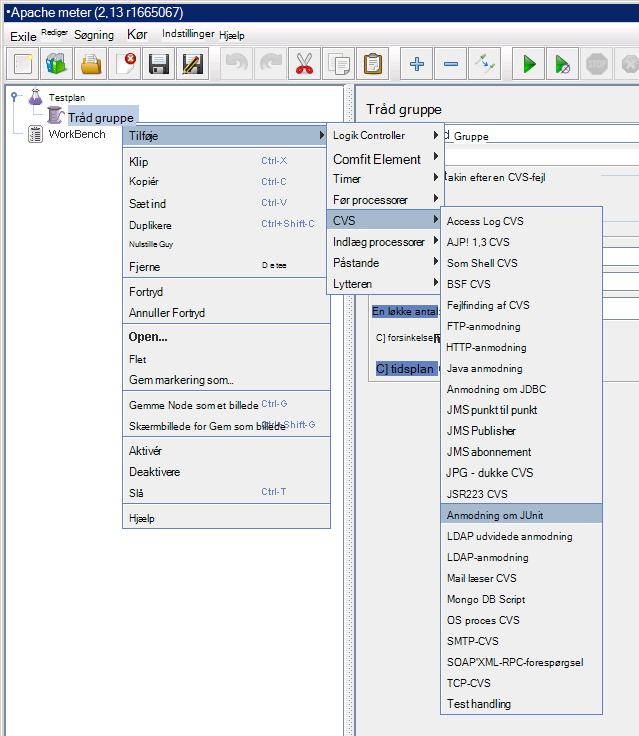 •Apache meter (2,13 r1665067)
Exile Rediger Søgning Kør Indstillinger Hjælp
Testplan
Tråd gruppe
WorkBench
Tilføje
Klip Ctrl-X
Kopiér Ctrl-C
Sæt ind Ctrl-V
Duplikere Ctrl+Shift-C
Nulstille Guy
Fjerne
Fortryd
Annuller Fortryd
Open...
Flet
Gem markering som...
Gemme Node som et billede Ctrl-G
Skærmbillede for Gem som billede Ctrl+Shift-G
Aktivér
Deaktivere
Slå Ctrl-T
Hjælp
Logik Controller
Comfit Element
Timer
Før processorer
CVS
Indlæg processorer
Påstande
Lytteren
Access Log CVS
AJP! 1,3 CVS
Som Shell CVS
BSF CVS
Fejlfinding af CVS
FTP-anmodning
HTTP-anmodning
Java anmodning
Anmodning om JDBC
JMS punkt til punkt
JMS Publisher
JMS abonnement
JPG - dukke CVS
JSR223 CVS
Anmodning om JUnit
LDAP udvidede anmodning
LDAP-anmodning
Mail læser CVS
Mongo DB Script
OS proces CVS
SMTP-CVS
SOAP'XML-RPC-forespørgsel
TCP-CVS
Test handling
Tråd gruppe
Gruppe
akin efter en CVS-fejl
En løkke antal:
C] forsinkelse
C] tidsplan